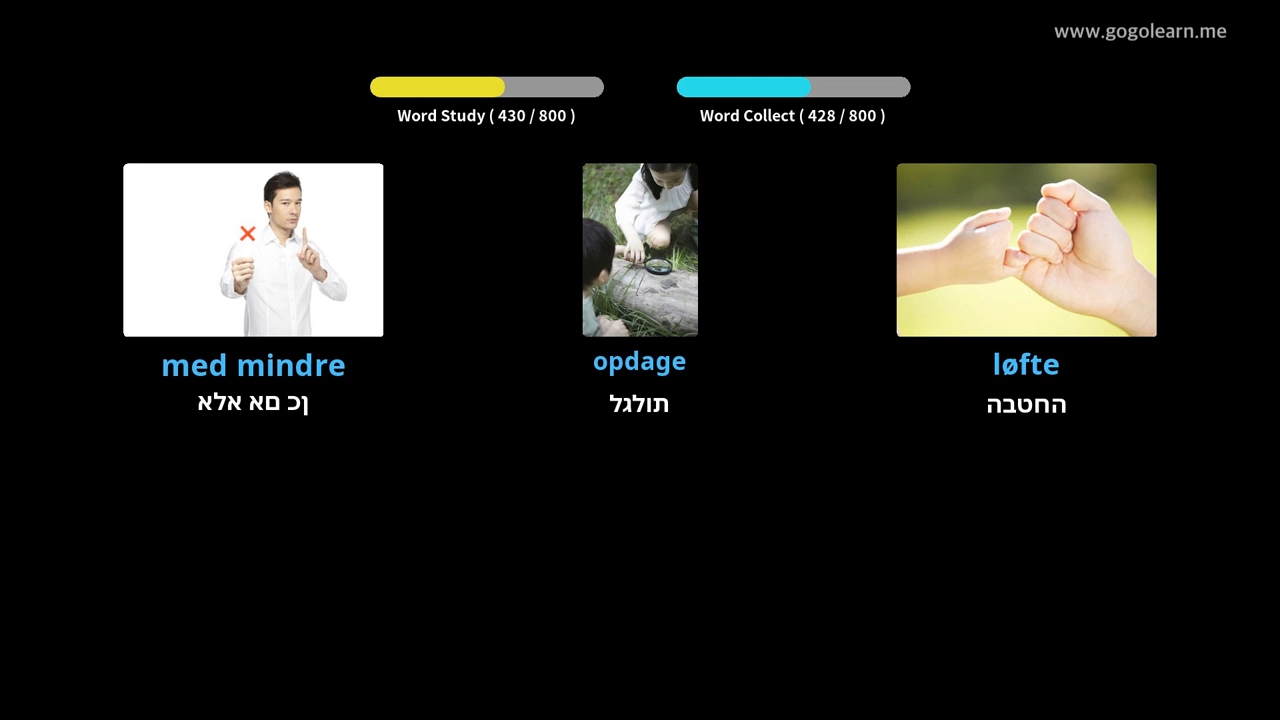 www.gogolearn.me
Word Study ( 430 / 800 )
Word Collect ( 428 / 800 )
med mindre
אלא אם כן
opdage
לגלות
løfte
הבטחה